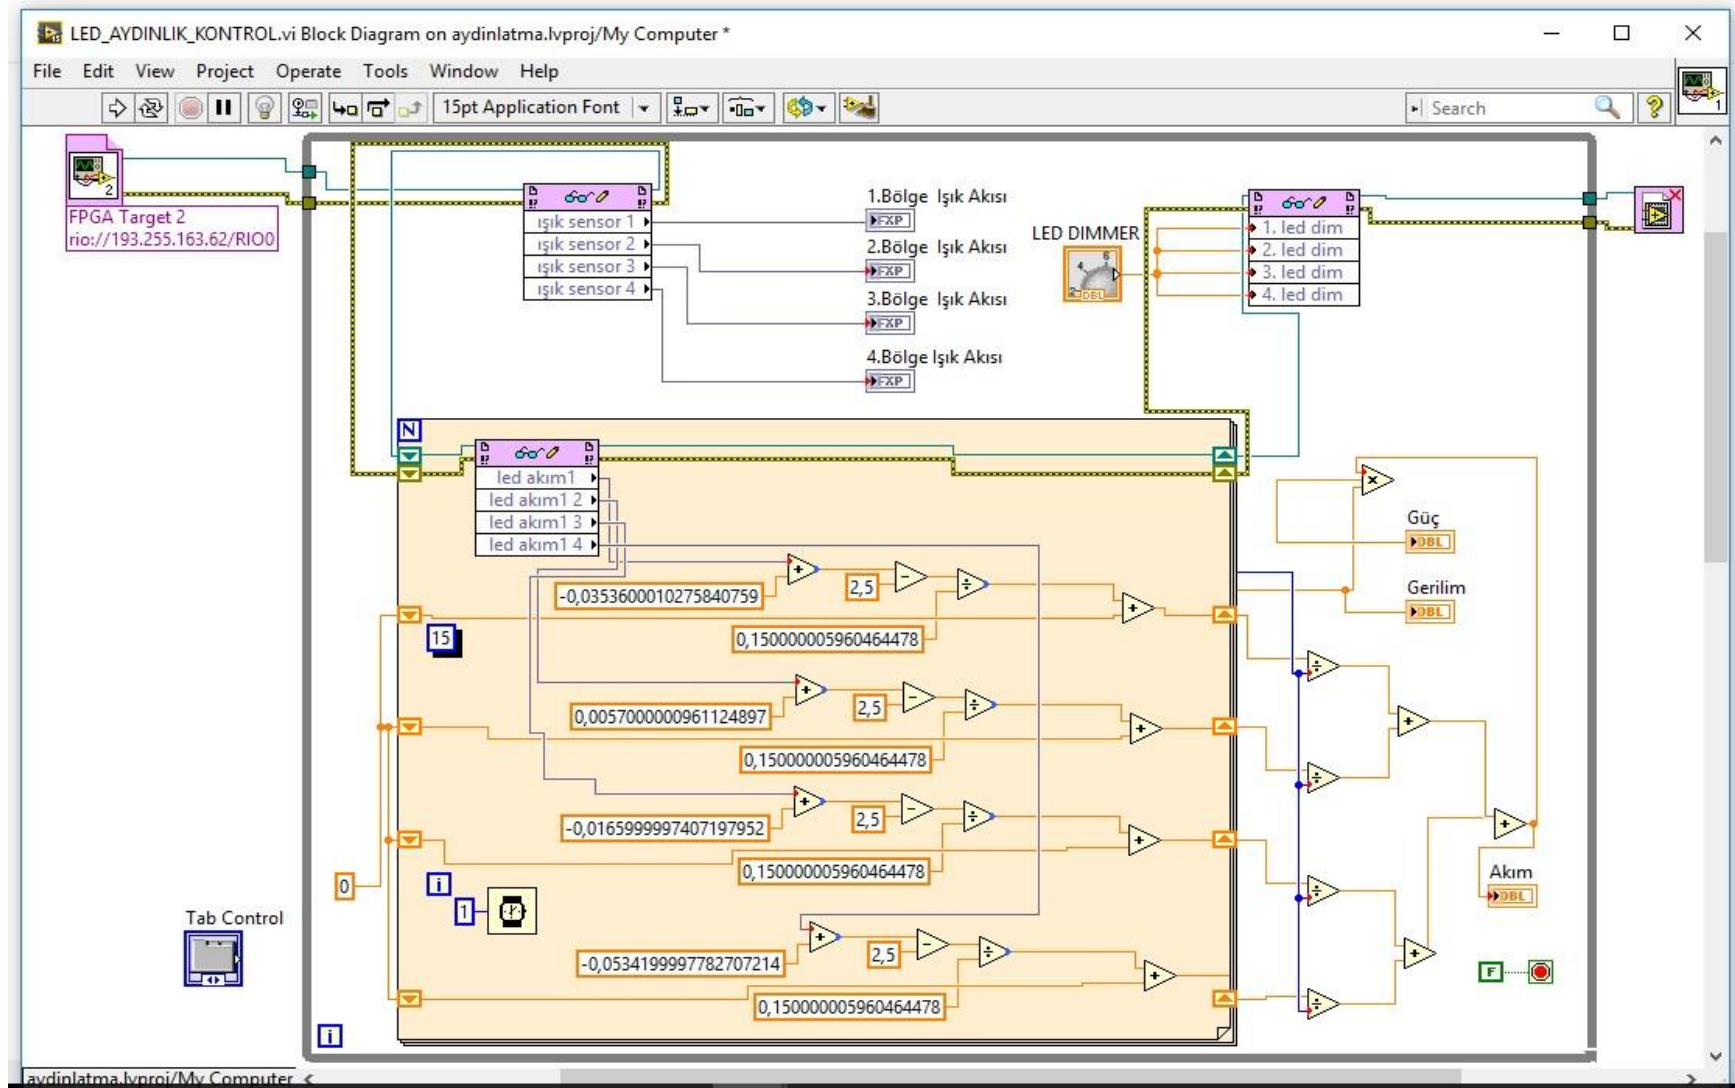 LED_AYDINLIK_KONTROL.vi Block Diagram on aydinlatma.lvproj/My Computer *
File Edit View Project Operate Tools Window Help
15pt Application Font
Search
1
2
FPGA Target 2
rio://193.255.163.62/RIO0
ışık sensor 1
ışık sensor 2
ışık sensor 3
ışık sensor 4
1.Bölge Işık Akısı
FXP
2.Bölge Işık Akısı
FXP
3.Bölge Işık Akısı
FXP
4.Bölge Işık Akısı
FXP
LED DIMMER
2 4 6
DBL
1. led dim
2. led dim
3. led dim
4. led dim
N
led akım1
led akım1 2
led akım1 3
led akım1 4
-0,0353600010275840759
2,5
0,150000005960464478
15
0,0057000000961124897
2,5
0,150000005960464478
-0,0165999997407197952
2,5
0,150000005960464478
0
i
1
-0,0534199997782707214
2,5
0,150000005960464478
Güç
DBL
Gerilim
DBL
Akım
DBL
F
Tab Control
i
aydinlatma.lvproj/My Computer